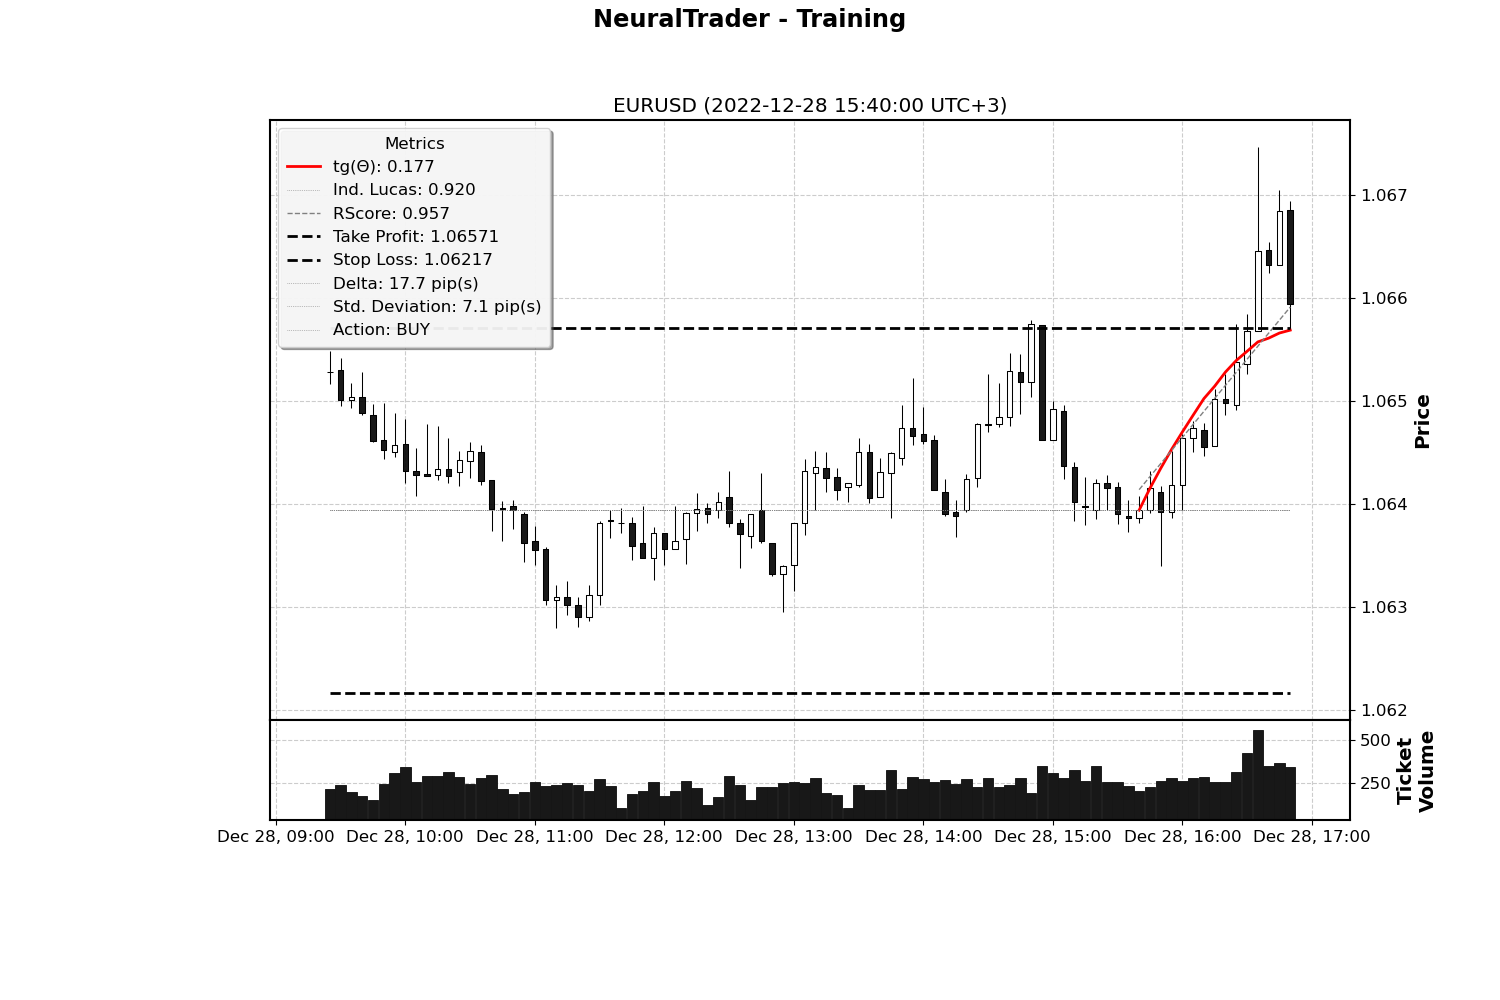 NeuralTrader - Training
EURUSD (2022-12-28 15:40:00 UTC+3)
Metrics
tg(Θ): 0.177
Ind. Lucas: 0.920
RScore: 0.957
Take Profit: 1.06571
Stop Loss: 1.06217
Delta: 17.7 pip(s)
Std. Deviation: 7.1 pip(s)
Action: BUY
1.067
1.066
1.065
1.064
1.063
1.062
Price
500
250
Ticket
Volume
Dec 28, 09:00 Dec 28, 10:00 Dec 28, 11:00 Dec 28, 12:00 Dec 28, 13:00 Dec 28, 14:00 Dec 28, 15:00 Dec 28, 16:00 Dec 28, 17:00